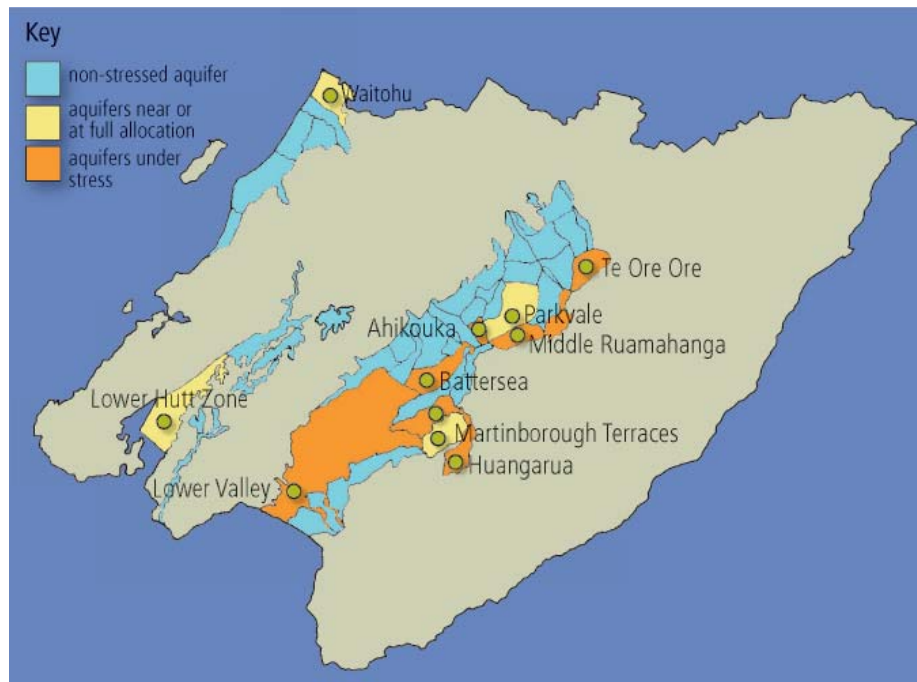 Key
non-stressed aquifer
aquifers near or
at full allocation
aquifers under
stress
Waitohu
Te Ore Ore
Parkvale
Ahikouka
Middle Ruamahanga
Battersea
Lower Hutt Zone
Martinborough Terraces
Huangarua
Lower Valley